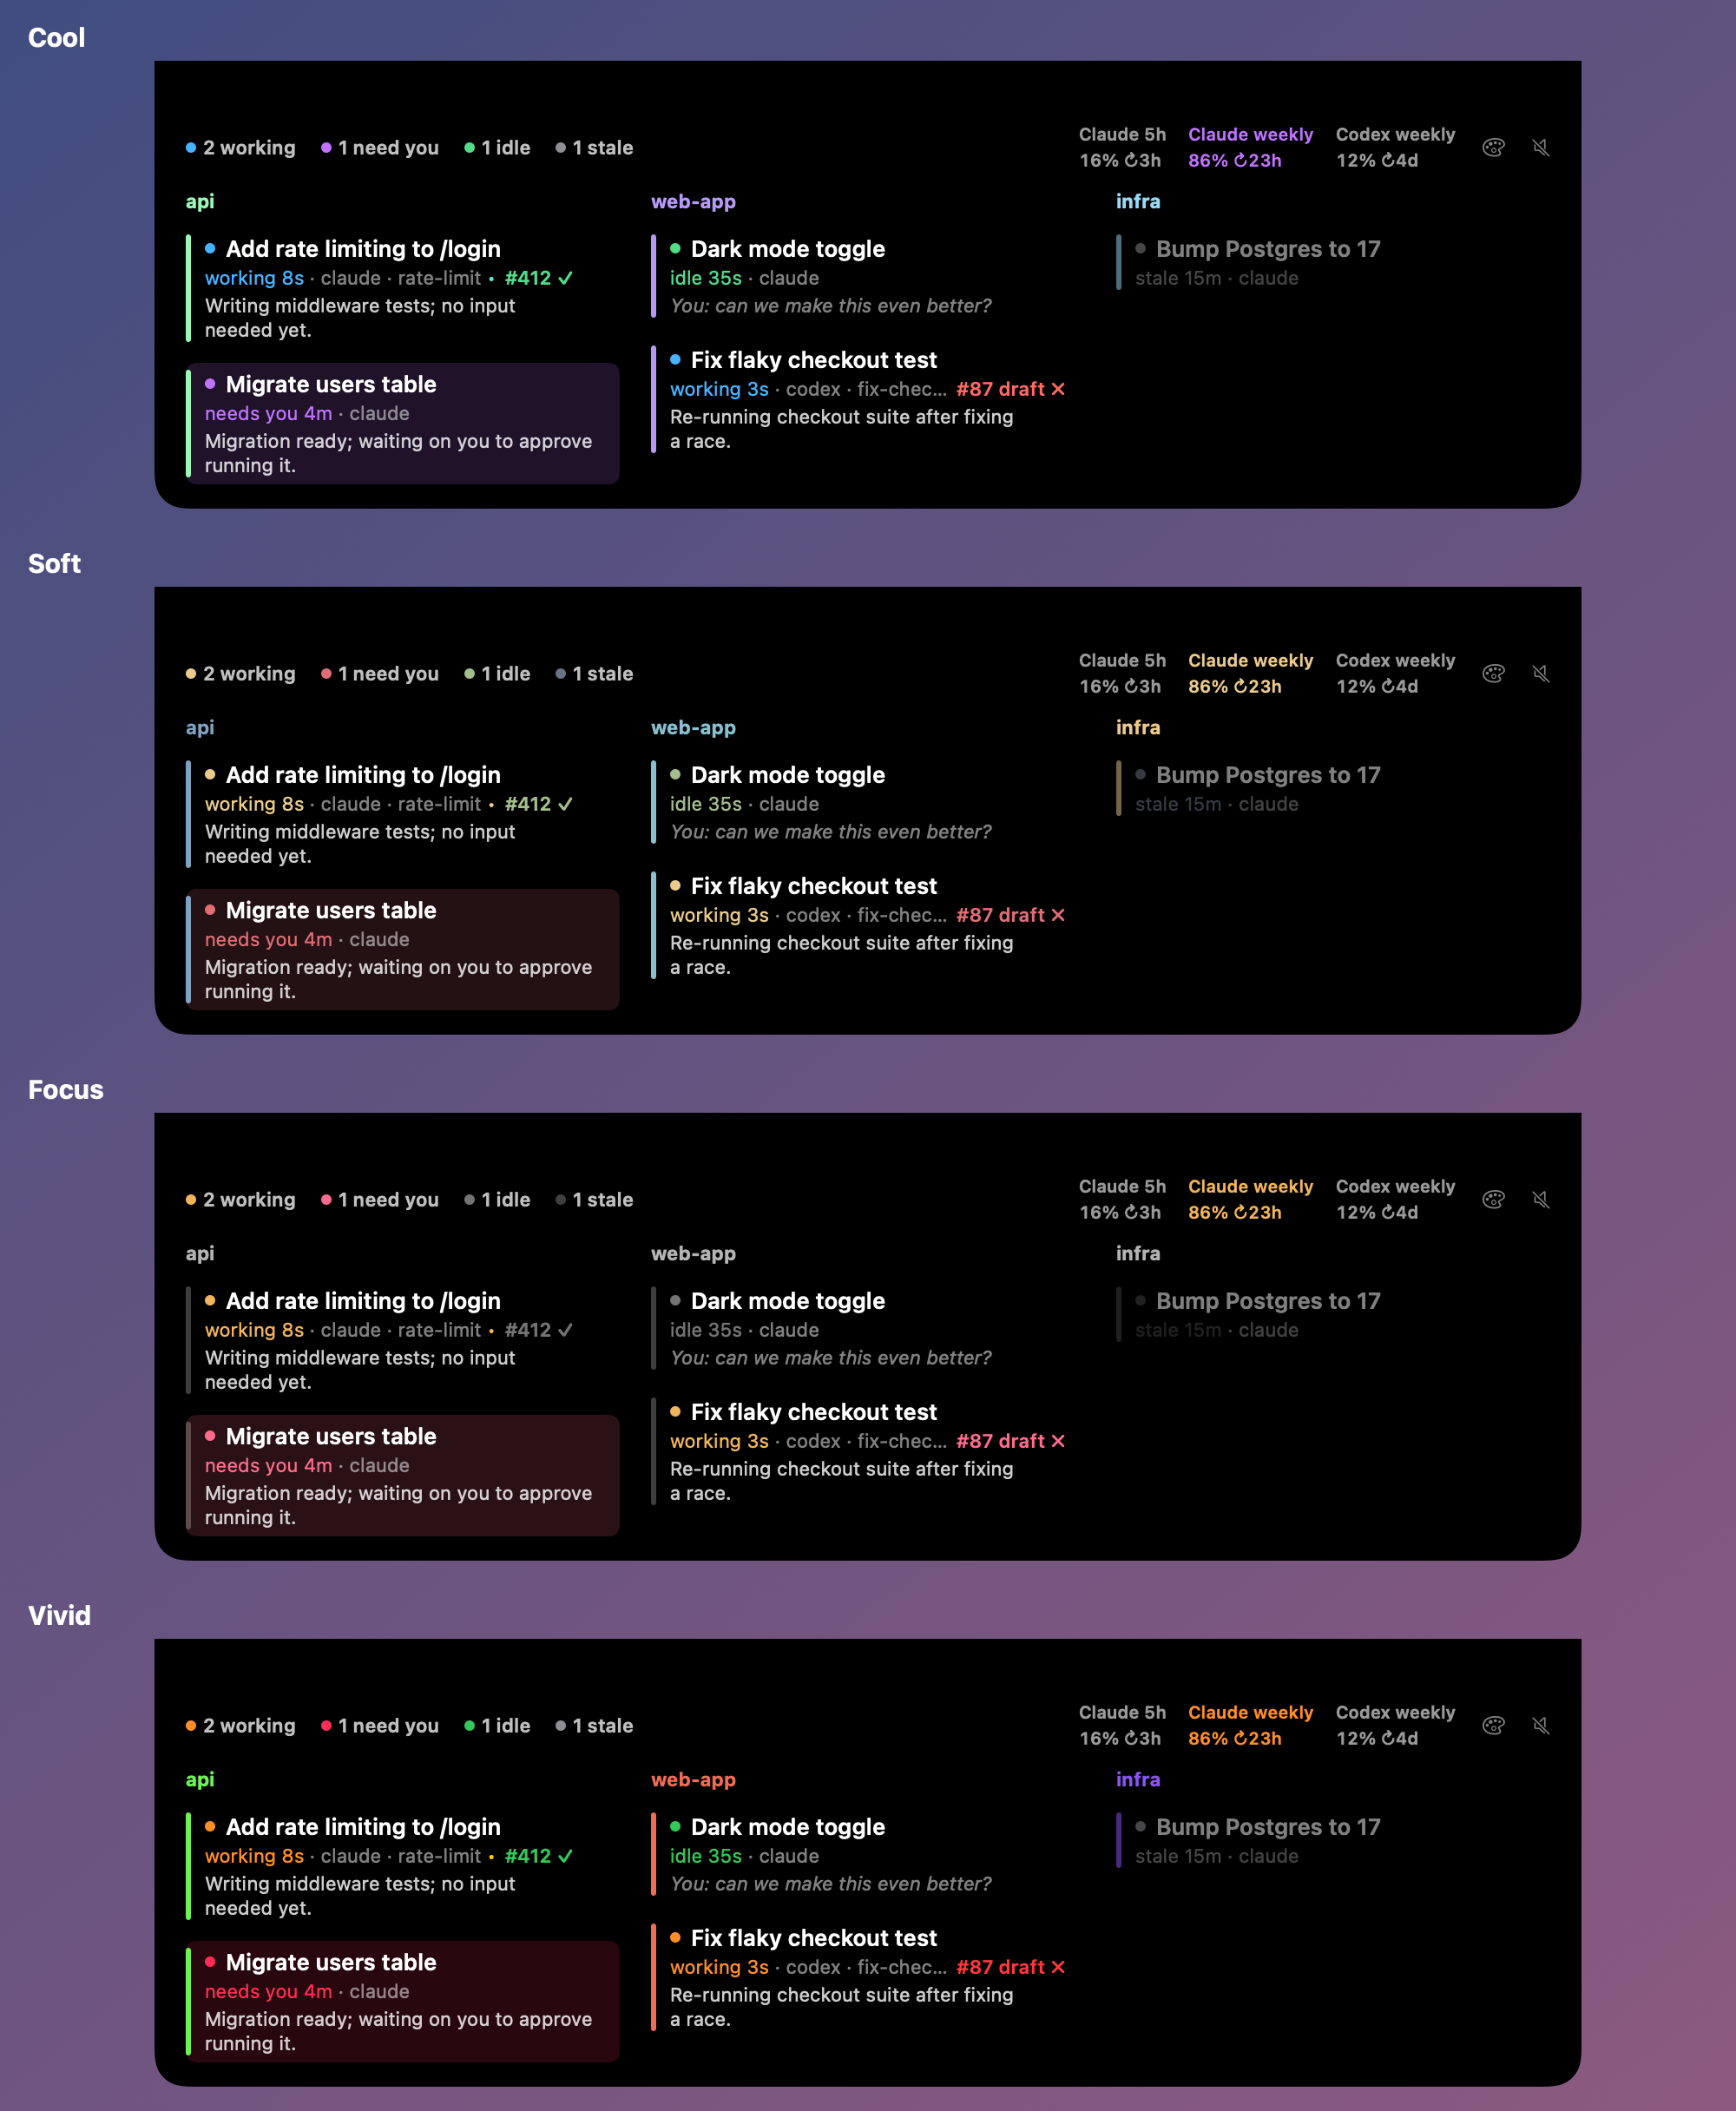 Cool
2 working 1 need you 1 idle 1 stale
Claude 5h Claude weekly Codex weekly
16% ↻3h 86% ↻23h 12% ↻4d
api web-app infra
Add rate limiting to /login
working 8s · claude · rate-limit • #412 ✓
Writing middleware tests; no input
needed yet.
Migrate users table
needs you 4m · claude
Migration ready; waiting on you to approve
running it.
Dark mode toggle
idle 35s · claude
You: can we make this even better?
Fix flaky checkout test
working 3s · codex · fix-chec... #87 draft ✕
Re-running checkout suite after fixing
a race.
Bump Postgres to 17
stale 15m · claude
Soft
2 working 1 need you 1 idle 1 stale
Claude 5h Claude weekly Codex weekly
16% ↻3h 86% ↻23h 12% ↻4d
api web-app infra
Add rate limiting to /login
working 8s · claude · rate-limit • #412 ✓
Writing middleware tests; no input
needed yet.
Migrate users table
needs you 4m · claude
Migration ready; waiting on you to approve
running it.
Dark mode toggle
idle 35s · claude
You: can we make this even better?
Fix flaky checkout test
working 3s · codex · fix-chec... #87 draft ✕
Re-running checkout suite after fixing
a race.
Bump Postgres to 17
stale 15m · claude
Focus
2 working 1 need you 1 idle 1 stale
Claude 5h Claude weekly Codex weekly
16% ↻3h 86% ↻23h 12% ↻4d
api web-app infra
Add rate limiting to /login
working 8s · claude · rate-limit • #412 ✓
Writing middleware tests; no input
needed yet.
Migrate users table
needs you 4m · claude
Migration ready; waiting on you to approve
running it.
Dark mode toggle
idle 35s · claude
You: can we make this even better?
Fix flaky checkout test
working 3s · codex · fix-chec... #87 draft ✕
Re-running checkout suite after fixing
a race.
Bump Postgres to 17
stale 15m · claude
Vivid
2 working 1 need you 1 idle 1 stale
Claude 5h Claude weekly Codex weekly
16% ↻3h 86% ↻23h 12% ↻4d
api web-app infra
Add rate limiting to /login
working 8s · claude · rate-limit • #412 ✓
Writing middleware tests; no input
needed yet.
Migrate users table
needs you 4m · claude
Migration ready; waiting on you to approve
running it.
Dark mode toggle
idle 35s · claude
You: can we make this even better?
Fix flaky checkout test
working 3s · codex · fix-chec... #87 draft ✕
Re-running checkout suite after fixing
a race.
Bump Postgres to 17
stale 15m · claude